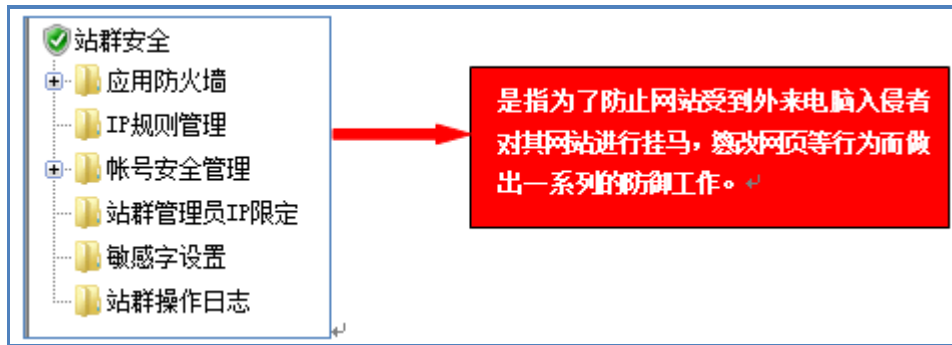 站群安全
应用防火墙
IP规则管理
帐号安全管理
站群管理员IP限定
敏感字设置
站群操作日志
是指为了防止网站受到外来电脑入侵者
对其网站进行挂马，篡改网页等行为而做
出一系列的防御工作。